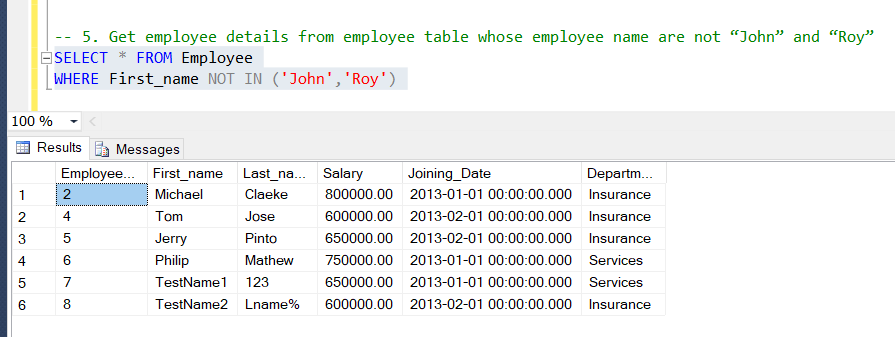 -- 5. Get employee details from employee table whose employee name are not “John” and “Roy”
SELECT * FROM Employee
WHERE First_name NOT IN ('John','Roy')
100 %
Results Messages
Employee... First_name Last_na... Salary Joining_Date Departm...
1 2 Michael Claeke 800000.00 2013-01-01 00:00:00.000 Insurance
2 4 Tom Jose 600000.00 2013-02-01 00:00:00.000 Insurance
3 5 Jerry Pinto 650000.00 2013-02-01 00:00:00.000 Insurance
4 6 Philip Mathew 750000.00 2013-01-01 00:00:00.000 Services
5 7 TestName1 123 650000.00 2013-01-01 00:00:00.000 Services
6 8 TestName2 Lname% 600000.00 2013-02-01 00:00:00.000 Insurance